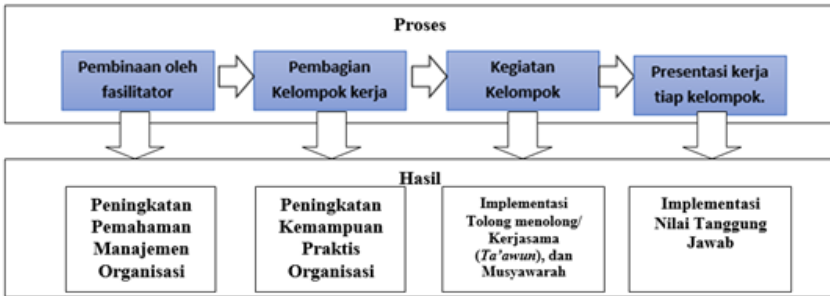 Proses
Pembinaan oleh
fasilitator
Pembagian
Kelompok kerja
Kegiatan
Kelompok
Presentasi kerja
tiap kelompok.
Hasil
Peningkatan
Pemahaman
Manajemen
Organisasi
Peningkatan
Kemampuan
Praktis
Organisasi
Implementasi
Tolong menolong/
Kerjasama
(Ta’awun), dan
Musyawarah
Implementasi
Nilai Tanggung
Jawab